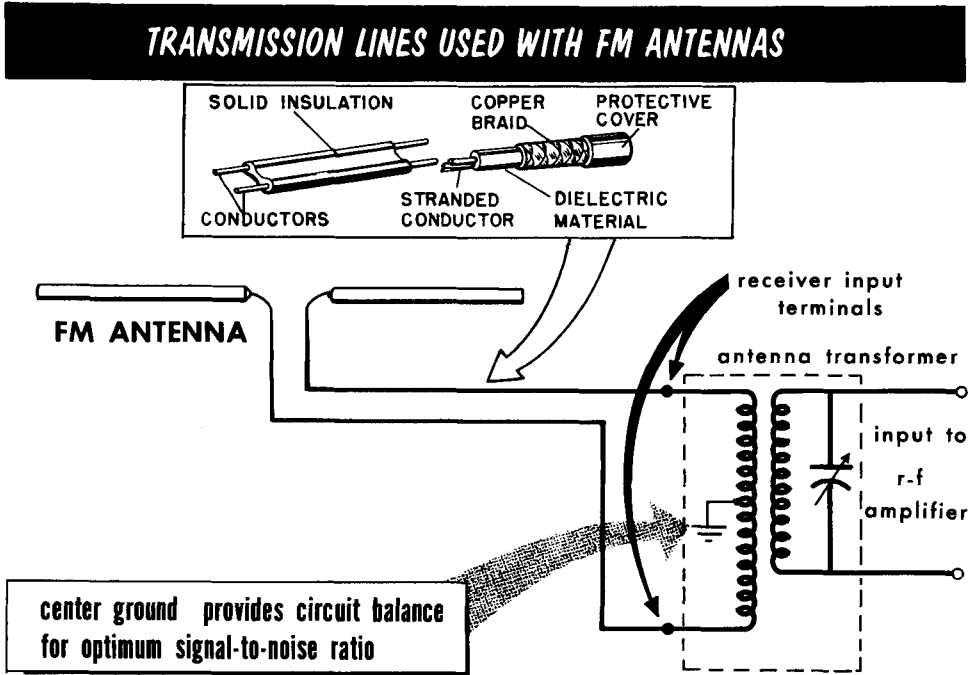 TRANSMISSION LINES USED WITH FM ANTENNAS
SOLID INSULATION
COPPER
BRAID
PROTECTIVE
COVER
CONDUCTORS
STRANDED
CONDUCTOR
DIELECTRIC
MATERIAL
FM ANTENNA
receiver input
terminals
antenna transformer
input to
r-f
amplifier
center ground provides circuit balance
for optimum signal-to-noise ratio